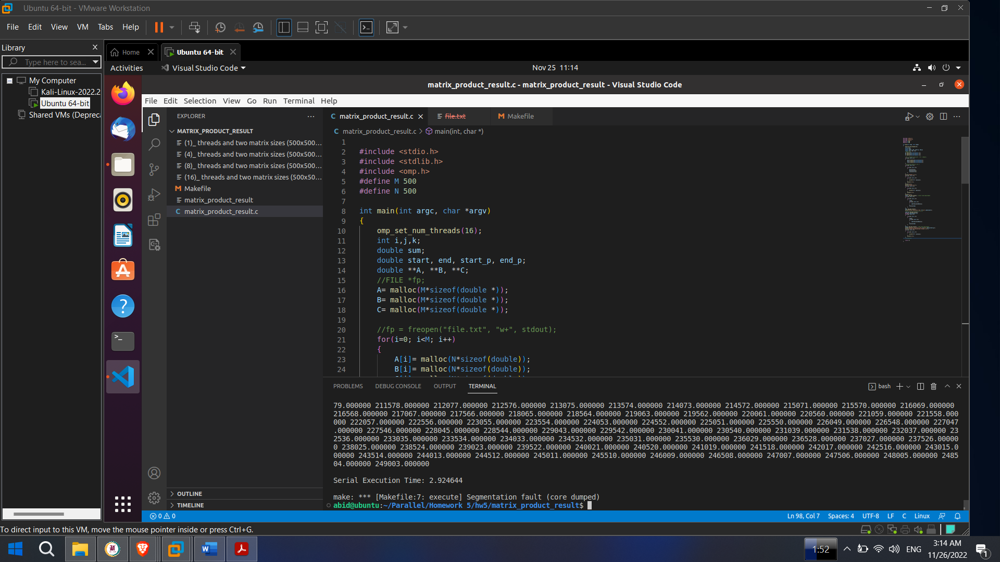 Ubuntu 64-bit - VMware Workstation
File Edit View VM Tabs Help
Library
Type here to sea...
My Computer
Kali-Linux-2022.2
Ubuntu 64-bit
Shared VMs (Depreca
Home
Ubuntu 64-bit
Activities
Visual Studio Code
Nov 25 11:14
matrix_product_result.c - matrix_product_result - Visual Studio Code
File Edit Selection View Go Run Terminal Help
EXPLORER
MATRIX_PRODUCT_RESULT
(1)_ threads and two matrix sizes (500x500...
(4)_ threads and two matrix sizes (500x500...
(8)_ threads and two matrix sizes (500x500...
(16)_ threads and two matrix sizes (500x50...
M Makefile
matrix_product_result
C matrix_product_result.c
OUTLINE
TIMELINE
C matrix_product_result.c
file.txt
M Makefile
C matrix_product_result.c > main(int, char *)
1
2 #include <stdio.h>
3 #include <stdlib.h>
4 #include <omp.h>
5 #define M 500
6 #define N 500
7
8 int main(int argc, char *argv)
9 {
10 omp_set_num_threads(16);
11 int i,j,k;
12 double sum;
13 double start, end, start_p, end_p;
14 double **A, **B, **C;
15 //FILE *fp;
16 A= malloc(M*sizeof(double *));
17 B= malloc(M*sizeof(double *));
18 C= malloc(M*sizeof(double *));
19
20 //fp = freopen("file.txt", "w+", stdout);
21 for(i=0; i<M; i++)
22 {
23 A[i]= malloc(N*sizeof(double));
24 B[i]= malloc(N*sizeof(double));
PROBLEMS DEBUG CONSOLE OUTPUT TERMINAL
bash
79.000000 211578.000000 212077.000000 212576.000000 213075.000000 213574.000000 214073.000000 214572.000000 215071.000000 215570.000000 216069.000000
216568.000000 217067.000000 217566.000000 218065.000000 218564.000000 219063.000000 219562.000000 220061.000000 220560.000000 221059.000000 221558.000
000 222057.000000 222556.000000 223055.000000 223554.000000 224053.000000 224552.000000 225051.000000 225550.000000 226049.000000 226548.000000 227047
.000000 227546.000000 228045.000000 228544.000000 229043.000000 229542.000000 230041.000000 230540.000000 231039.000000 231538.000000 232037.000000 23
2536.000000 233035.000000 233534.000000 234033.000000 234532.000000 235031.000000 235530.000000 236029.000000 236528.000000 237027.000000 237526.00000
0 238025.000000 238524.000000 239023.000000 239522.000000 240021.000000 240520.000000 241019.000000 241518.000000 242017.000000 242516.000000 243015.0
00000 243514.000000 244013.000000 244512.000000 245011.000000 245510.000000 246009.000000 246508.000000 247007.000000 247506.000000 248005.000000 2485
04.000000 249003.000000
Serial Execution Time: 2.924644
make: *** [Makefile:7: execute] Segmentation fault (core dumped)
abid@ubuntu:~/Parallel/Homework 5/hw5/matrix_product_result$
0 0
Ln 98, Col 7 Spaces: 4 UTF-8 LF C Linux
To direct input to this VM, move the mouse pointer inside or press Ctrl+G.
1:52
ENG
3:14 AM
11/26/2022
1